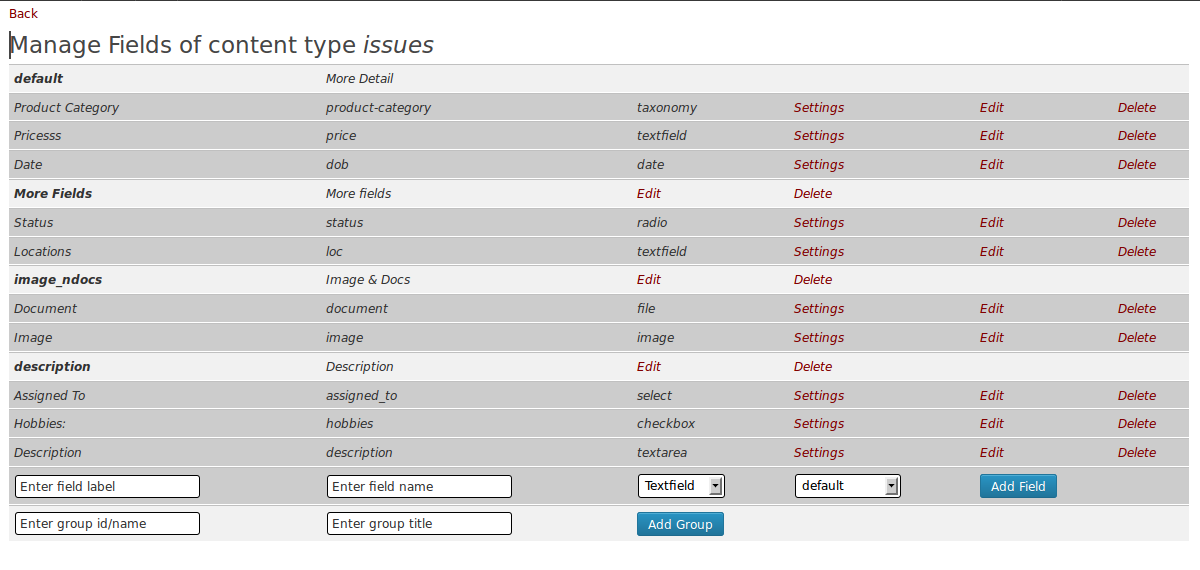 Back
Manage Fields of content type issues
default More Detail
Product Category product-category taxonomy Settings Edit Delete
Pricesss price textfield Settings Edit Delete
Date dob date Settings Edit Delete
More Fields More fields Edit Delete
Status status radio Settings Edit Delete
Locations loc textfield Settings Edit Delete
image_ndocs Image & Docs Edit Delete
Document document file Settings Edit Delete
Image image image Settings Edit Delete
description Description Edit Delete
Assigned To assigned_to select Settings Edit Delete
Hobbies: hobbies checkbox Settings Edit Delete
Description description textarea Settings Edit Delete
Enter field label Enter field name Textfield default Add Field
Enter group id/name Enter group title Add Group